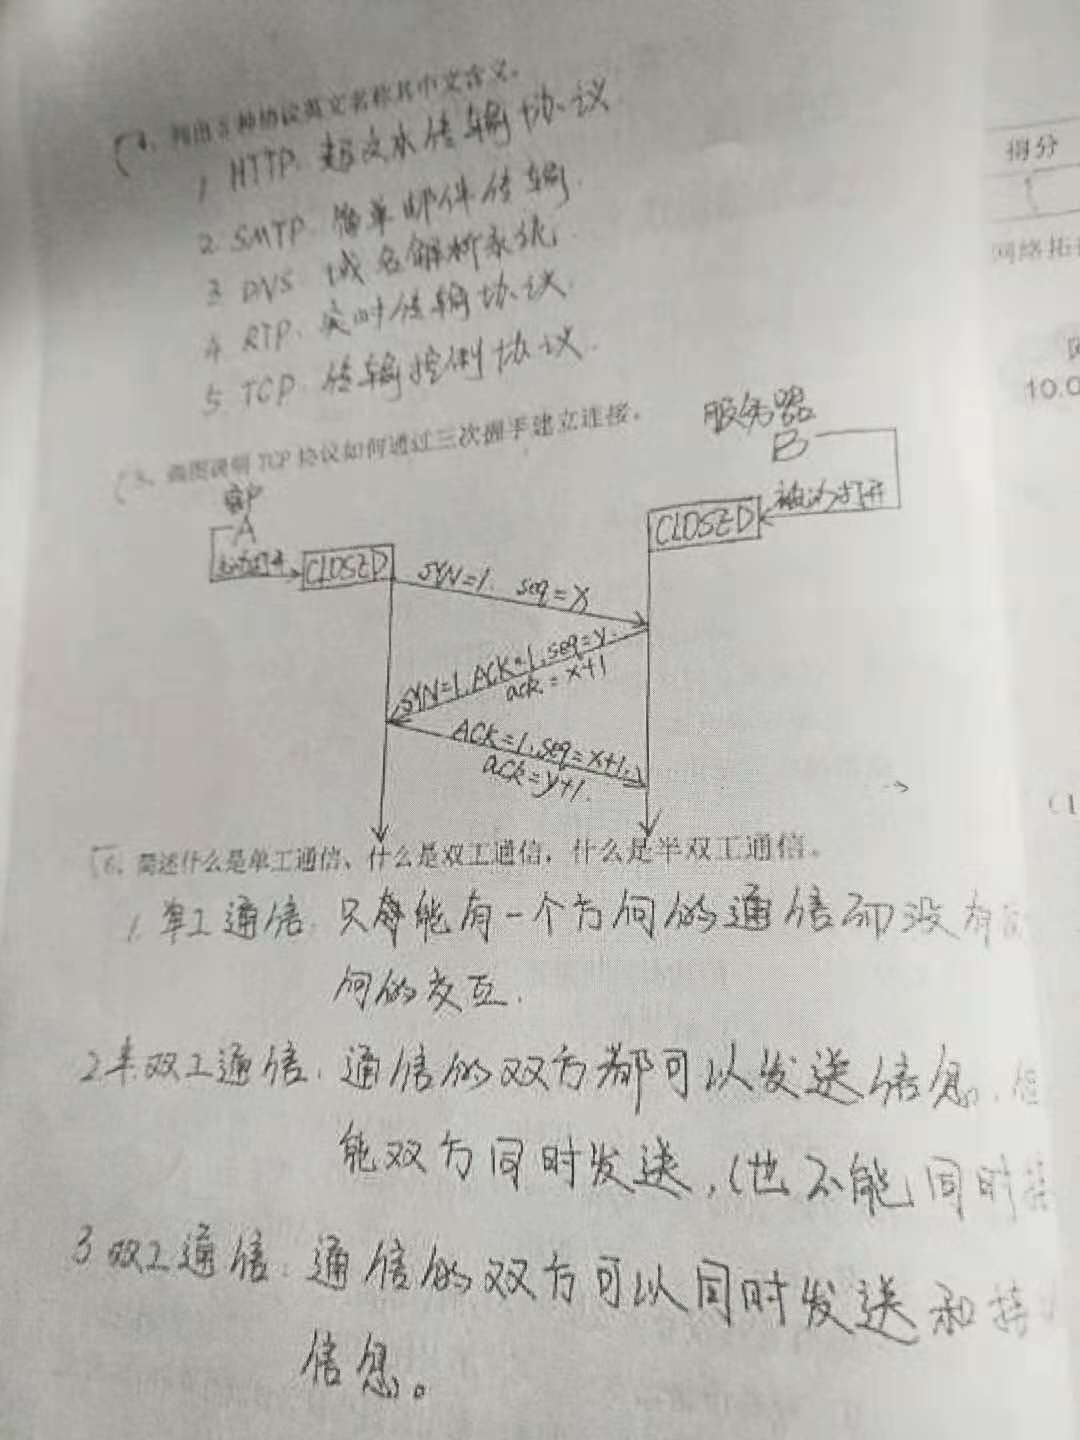 4、列出5种协议英文名称其中文含义。
1 HTTP. 超文本传输协议
2. SMTP. 简单邮件传输.
3 DNS. 域名解析系统.
4. RTP. 实时传输协议.
5. TCP. 传输控制协议.
5、画图说明TCP协议如何通过三次握手建立连接。
服务器
B
被动打开
CLOSED
客户
A
主动打开
CLOSED
SYN=1. seq=x
SYN=1,ACK=1,seq=y.
ack=x+1
ACK=1,seq=x+1,
ack=y+1.
6、简述什么是单工通信、什么是双工通信，什么是半双工通信。
1. 单工通信: 只能有一个方向的通信而没有
向的交互.
2.半双工通信. 通信的双方都可以发送信息,但
能双方同时发送,(也不能同时
3 双工通信: 通信的双方可以同时发送和接
信息。
得分
网络拓
10.0
(1